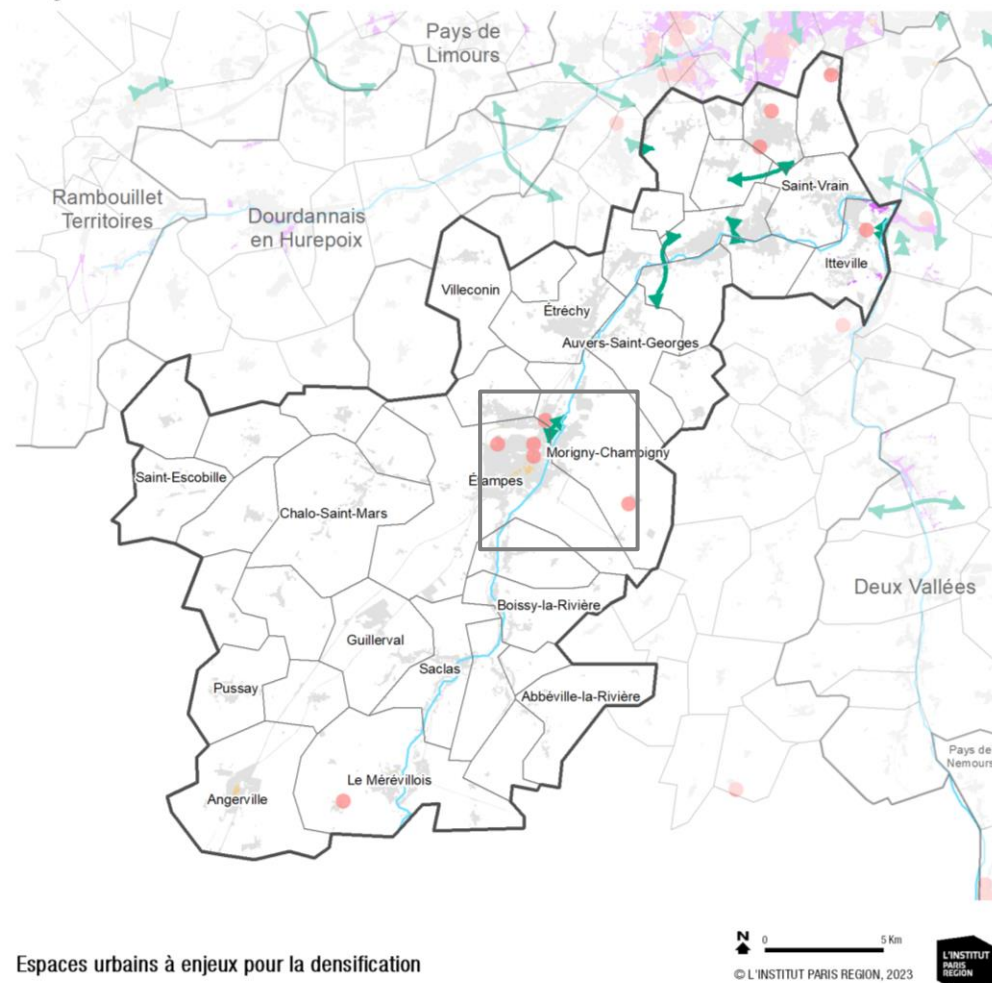 Pays de
Limours
Rambouillet
Territoires
Dourdannais
en Hurepoix
Saint-Vrain
Itteville
Villeconin
Étréchy
Auvers-Saint-Georges
Morigny-Champigny
Étampes
Saint-Escobille
Chalo-Saint-Mars
Deux Vallées
Boissy-la-Rivière
Guillerval
Saclas
Pussay
Abbéville-la-Rivière
Pays de
Nemours
Le Mérévillois
Angerville
Espaces urbains à enjeux pour la densification
N
0
5 Km
© L'INSTITUT PARIS REGION, 2023
L'INSTITUT
PARIS
REGION